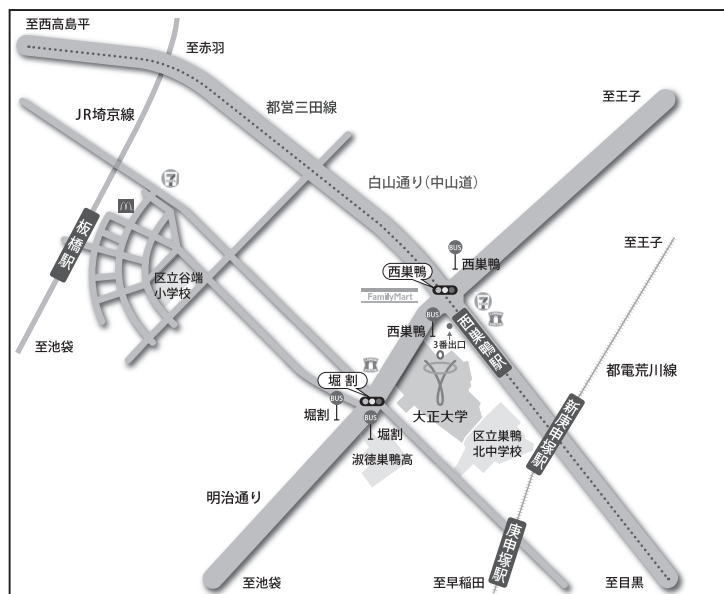 至西高島平
至赤羽
JR埼京線
都営三田線
至王子
白山通り(中山道)
板橋駅
区立谷端
小学校
BUS
西巣鴨
西巣鴨
FamilyMart
至王子
BUS
西巣鴨
3番出口
西巣鴨駅
至池袋
堀割
都電荒川線
BUS
堀割
BUS
堀割
大正大学
新庚申塚駅
区立巣鴨
北中学校
淑徳巣鴨高
明治通り
庚申塚駅
至池袋
至早稲田
至目黒